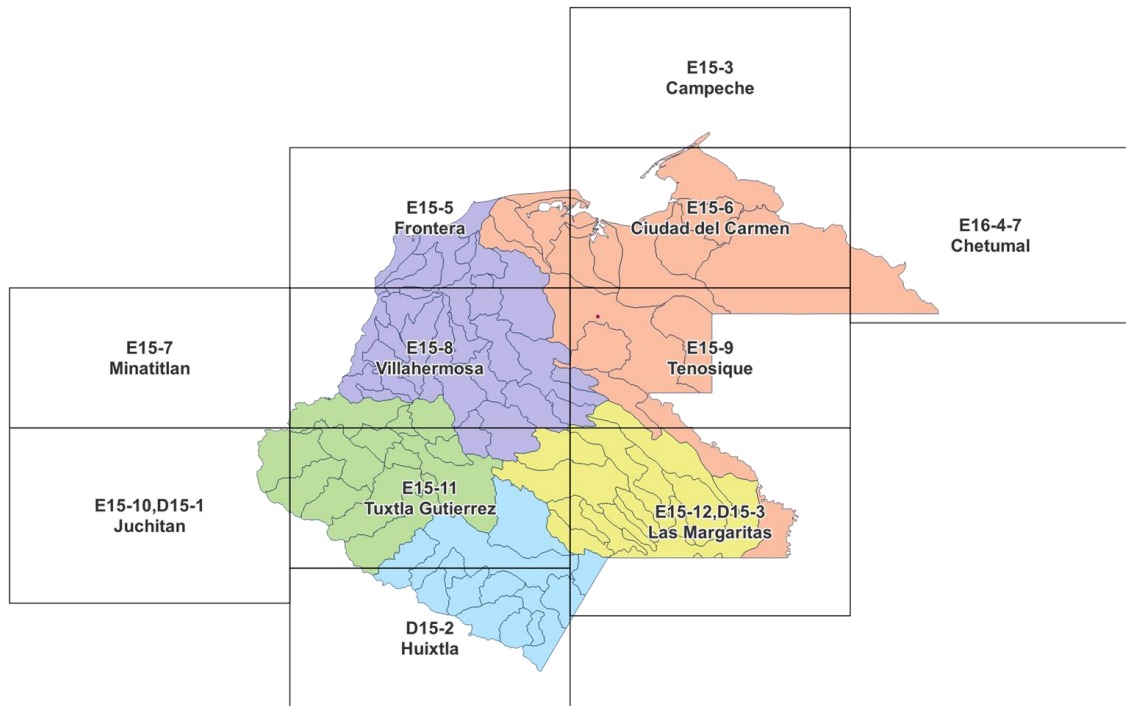 E15-3
Campeche
E15-5
Frontera
E15-6
Ciudad del Carmen
E16-4-7
Chetumal
E15-7
Minatitlan
E15-8
Villahermosa
E15-9
Tenosique
E15-10,D15-1
Juchitan
E15-11
Tuxtla Gutierrez
E15-12,D15-3
Las Margaritas
D15-2
Huixtla